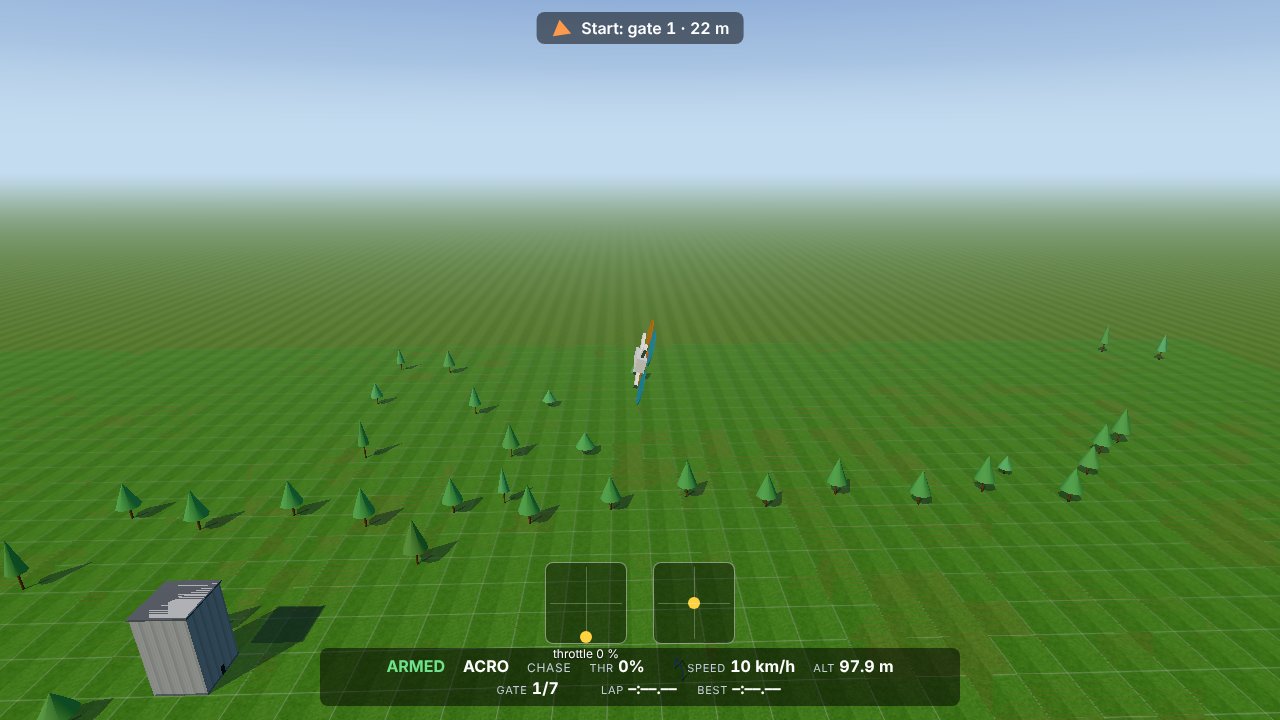 Start: gate 1 · 22 m
throttle 0 %
ARMED ACRO CHASE THR 0% SPEED 10 km/h ALT 97.9 m
GATE 1/7 LAP –:––.–– BEST –:––.––